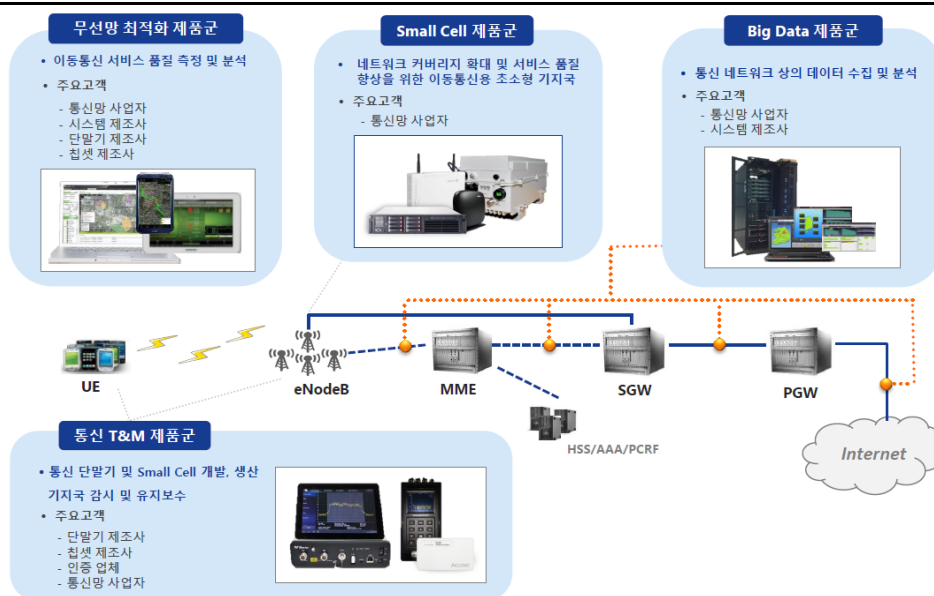 무선망 최적화 제품군
• 이동통신 서비스 품질 측정 및 분석
• 주요고객
- 통신망 사업자
- 시스템 제조사
- 단말기 제조사
- 칩셋 제조사
Small Cell 제품군
• 네트워크 커버리지 확대 및 서비스 품질
향상을 위한 이동통신용 초소형 기지국
• 주요고객
- 통신망 사업자
Big Data 제품군
• 통신 네트워크 상의 데이터 수집 및 분석
• 주요고객
- 통신망 사업자
- 시스템 제조사
UE
eNodeB
MME
SGW
PGW
HSS/AAA/PCRF
Internet
통신 T&M 제품군
• 통신 단말기 및 Small Cell 개발, 생산
기지국 감시 및 유지보수
• 주요고객
- 단말기 제조사
- 칩셋 제조사
- 인증 업체
- 통신망 사업자